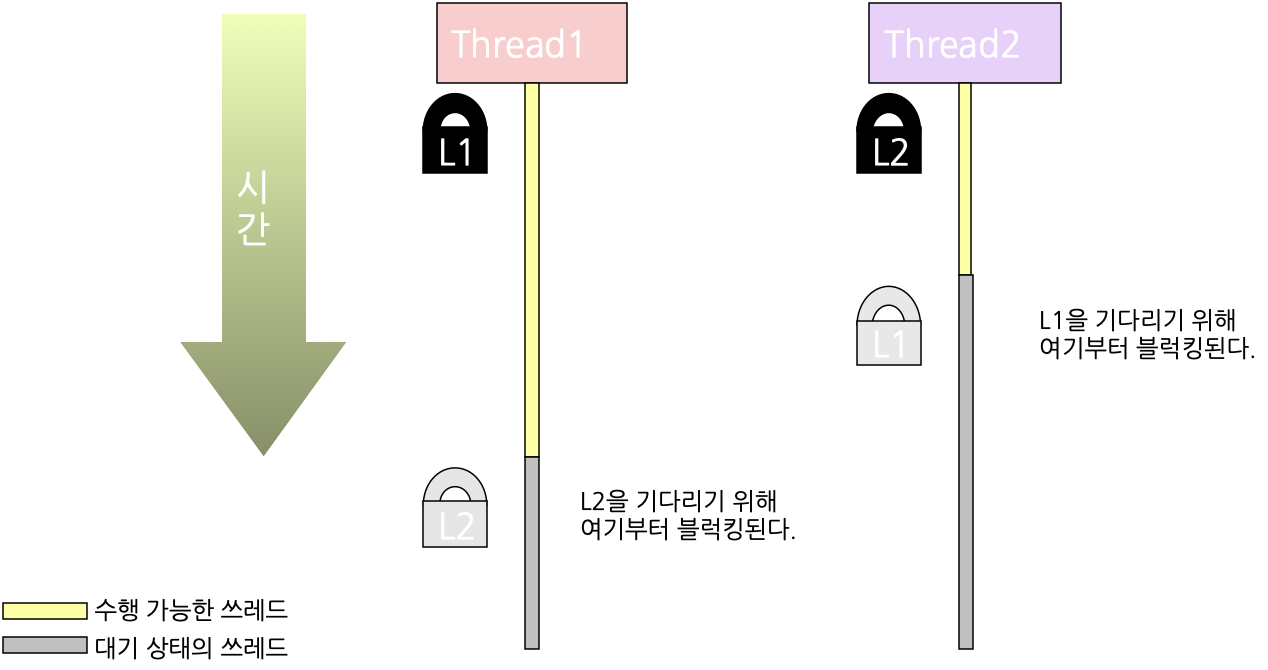 Thread1
Thread2
L1
L2
시
간
L1
L1을 기다리기 위해
여기부터 블럭킹된다.
L2
L2을 기다리기 위해
여기부터 블럭킹된다.
수행 가능한 쓰레드
대기 상태의 쓰레드